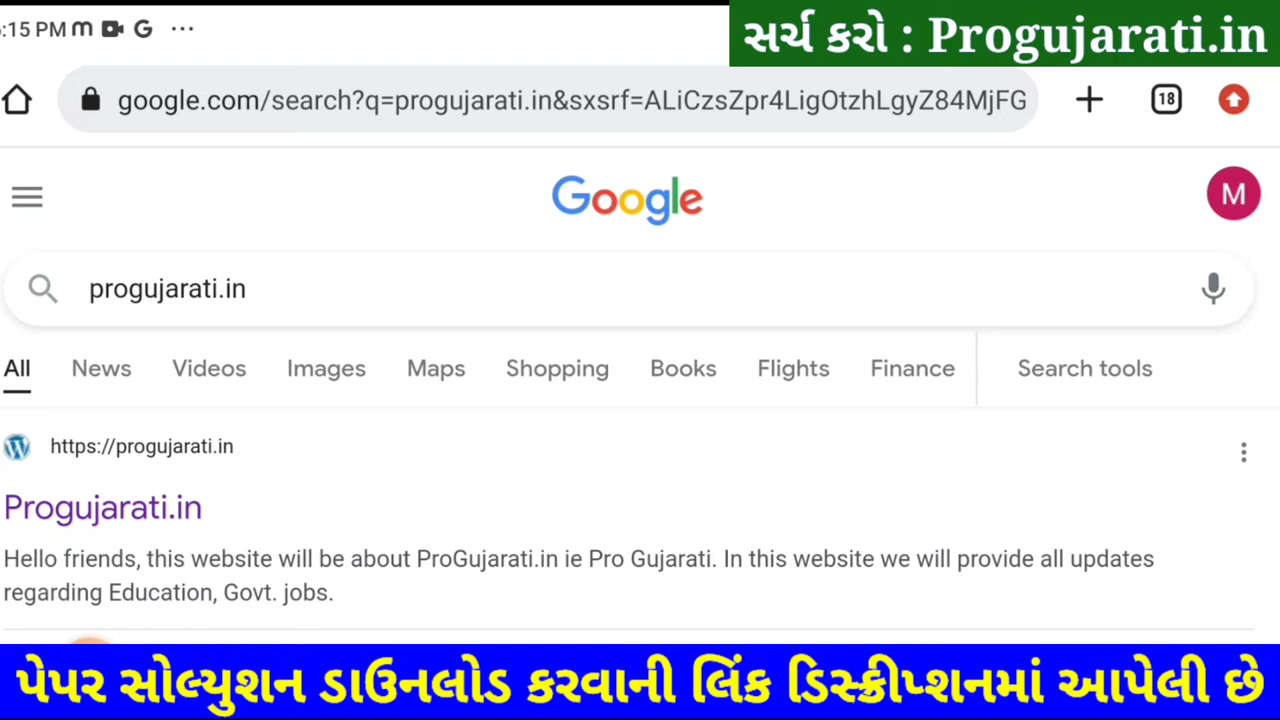 :15 PM
સર્ચ કરો : Progujarati.in
google.com/search?q=progujarati.in&sxsrf=ALiCzsZpr4LigOtzhLgyZ84MjFG
18
Google
M
progujarati.in
All News Videos Images Maps Shopping Books Flights Finance Search tools
https://progujarati.in
Progujarati.in
Hello friends, this website will be about ProGujarati.in ie Pro Gujarati. In this website we will provide all updates
regarding Education, Govt. jobs.
પેપર સોલ્યુશન ડાઉનલોડ કરવાની લિંક ડિસ્ક્રીપ્શનમાં આપેલી છે